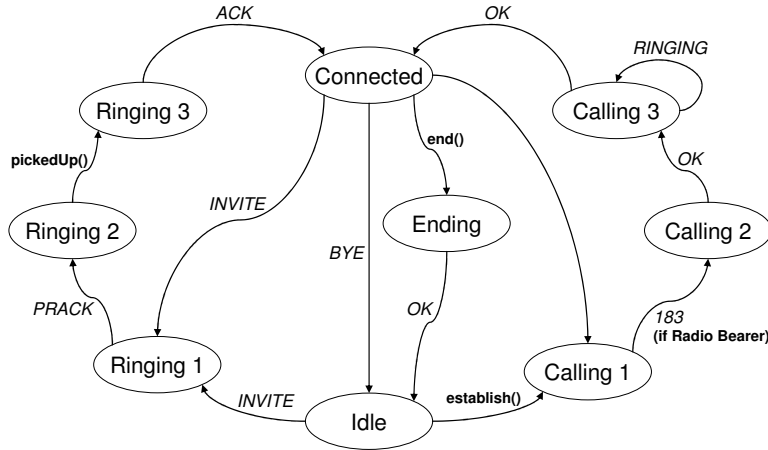 ACK
OK
RINGING
Connected
Ringing 3
Calling 3
end()
pickedUp()
OK
INVITE
Ringing 2
Ending
Calling 2
BYE
PRACK
OK
183
(if Radio Bearer)
Ringing 1
Calling 1
INVITE
establish()
Idle